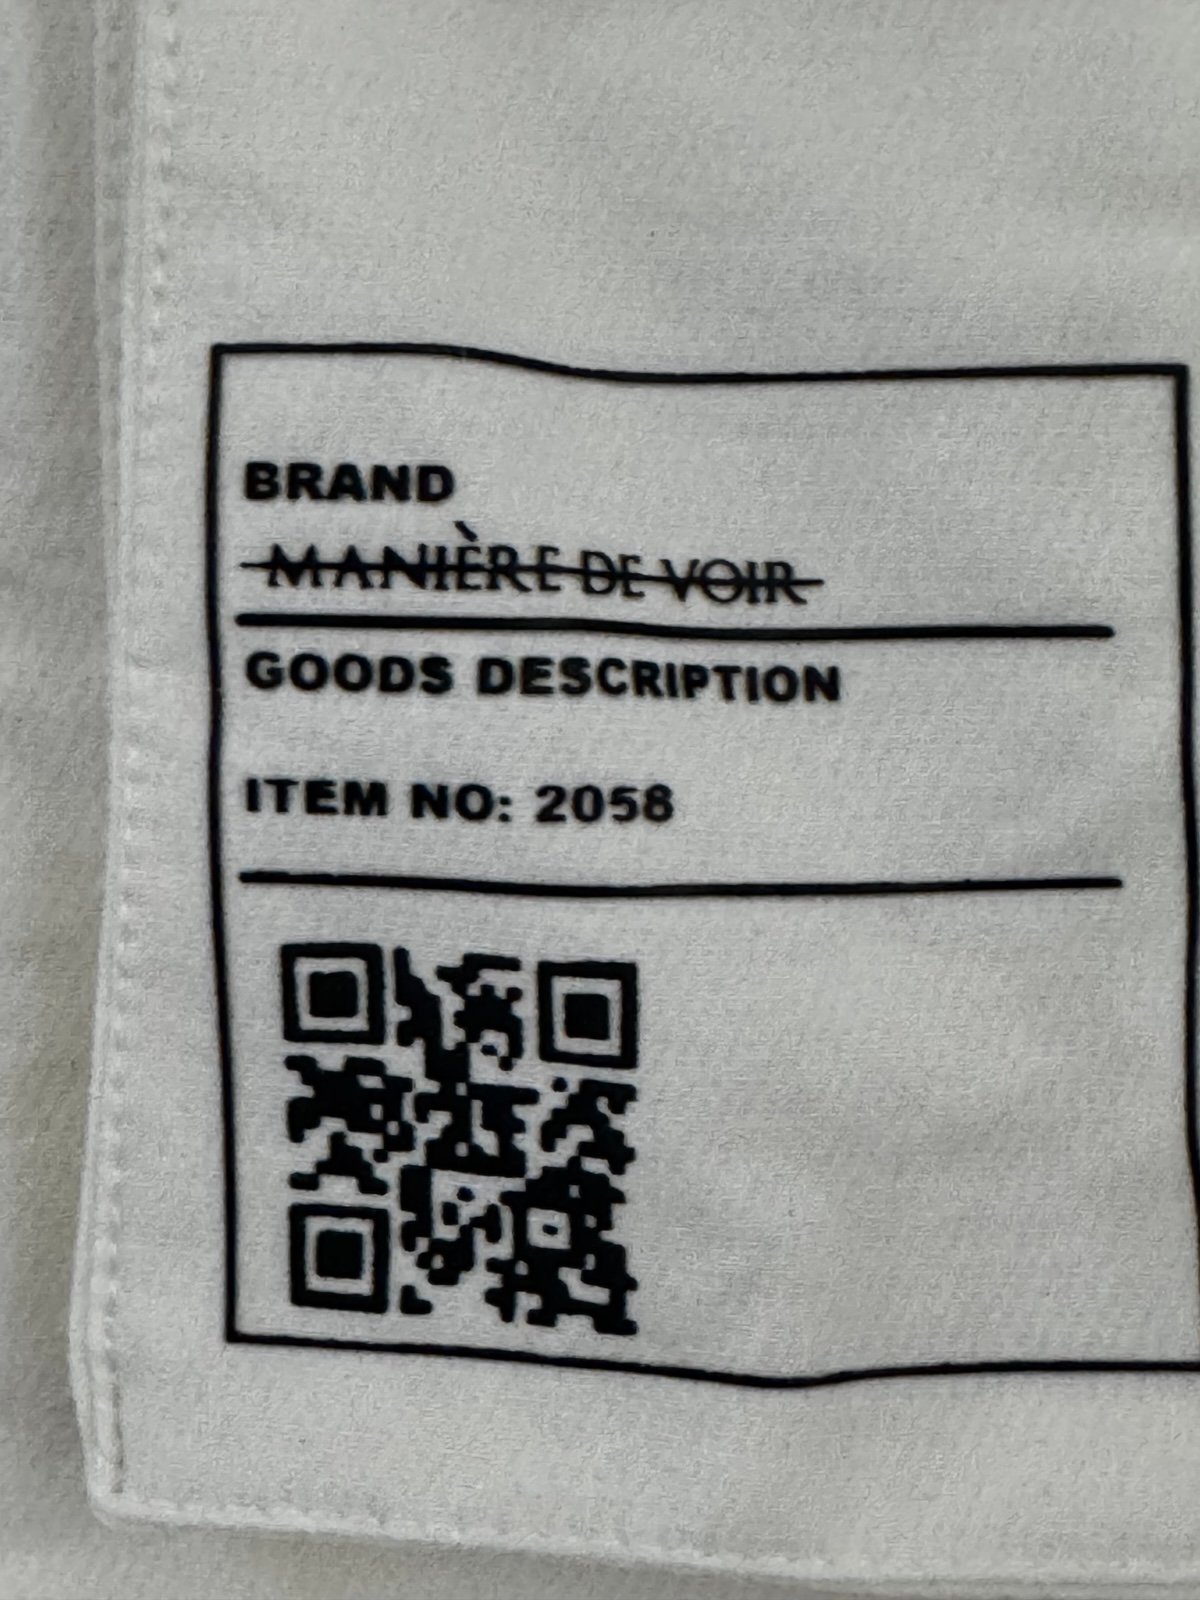 BRAND
MANIÈRE DE VOIR
GOODS DESCRIPTION
ITEM NO: 2058